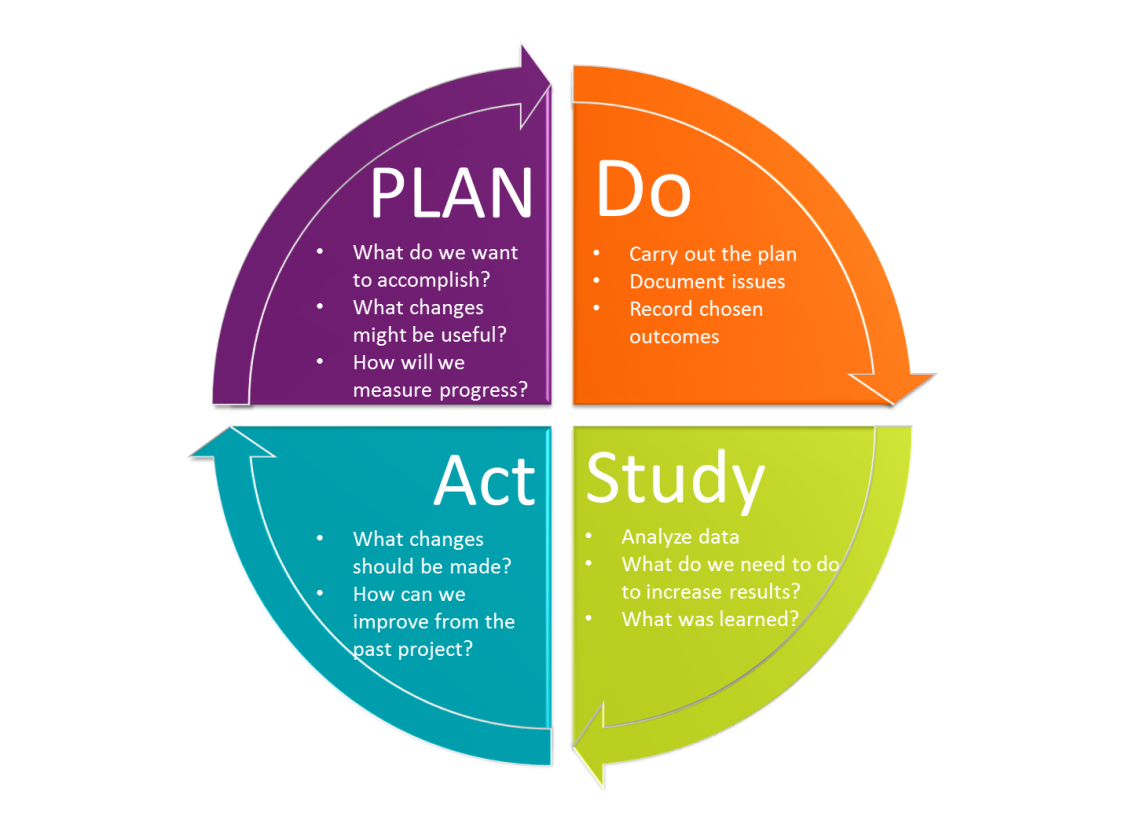 PLAN
• What do we want
to accomplish?
• What changes
might be useful?
• How will we
measure progress?
Do
• Carry out the plan
• Document issues
• Record chosen
outcomes
Study
• Analyze data
• What do we need to do
to increase results?
• What was learned?
Act
• What changes
should be made?
• How can we
improve from the
past project?